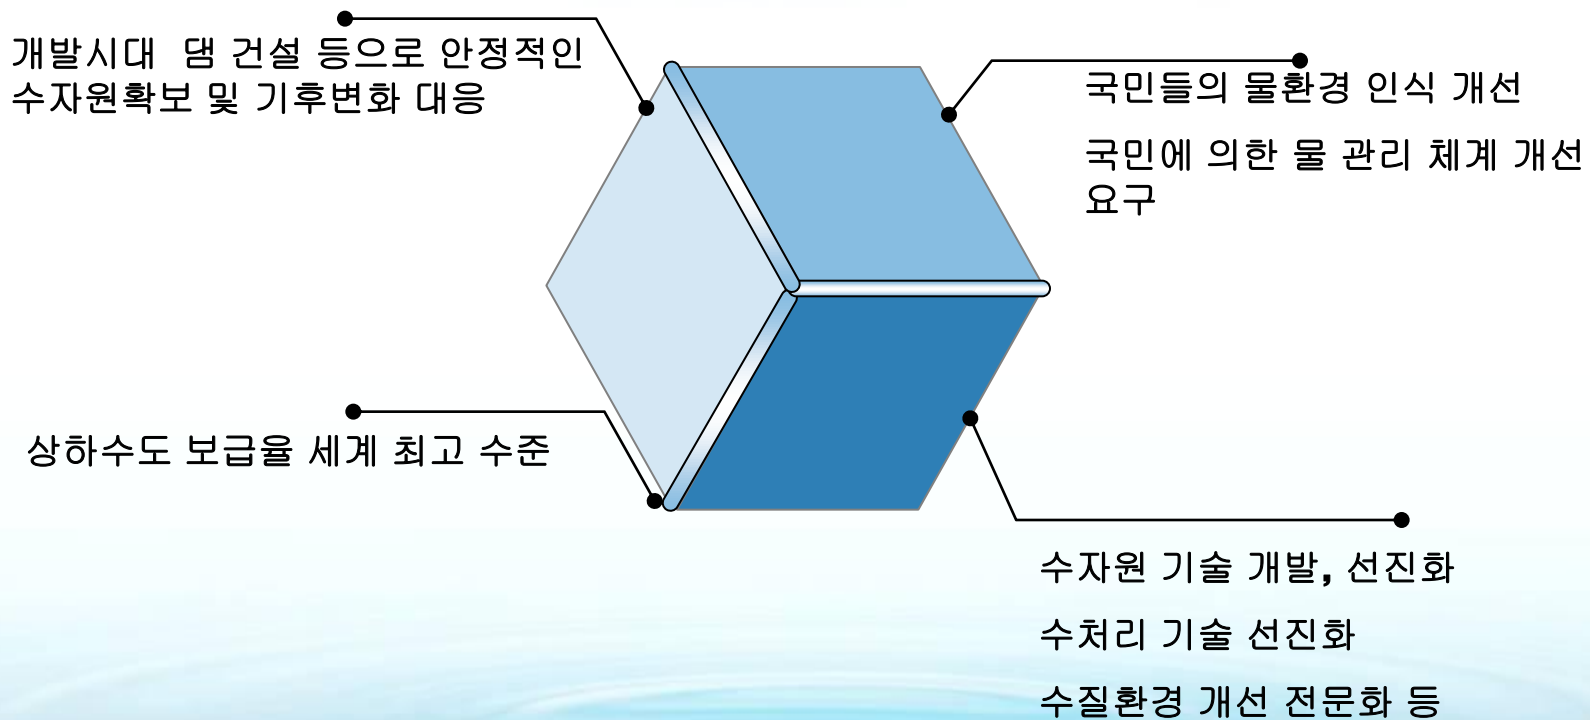 개발시대 댐 건설 등으로 안정적인
수자원확보 및 기후변화 대응
국민들의 물환경 인식 개선
국민에 의한 물 관리 체계 개선
요구
상하수도 보급율 세계 최고 수준
수자원 기술 개발, 선진화
수처리 기술 선진화
수질환경 개선 전문화 등